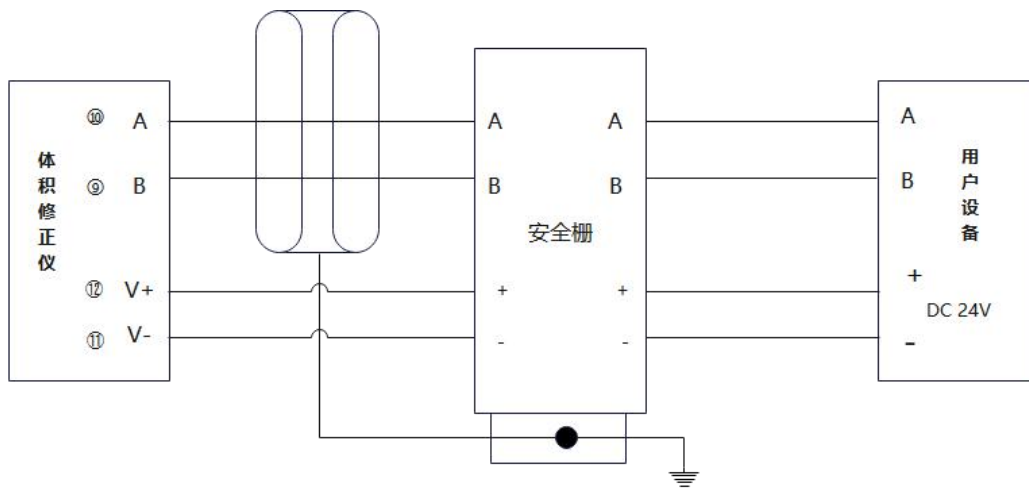 体积修正仪
⑩ A
⑨ B
⑫ V+
⑪ V-
A A
B B
安全栅
+ +
- -
A
B
用户设备
+
DC 24V
-